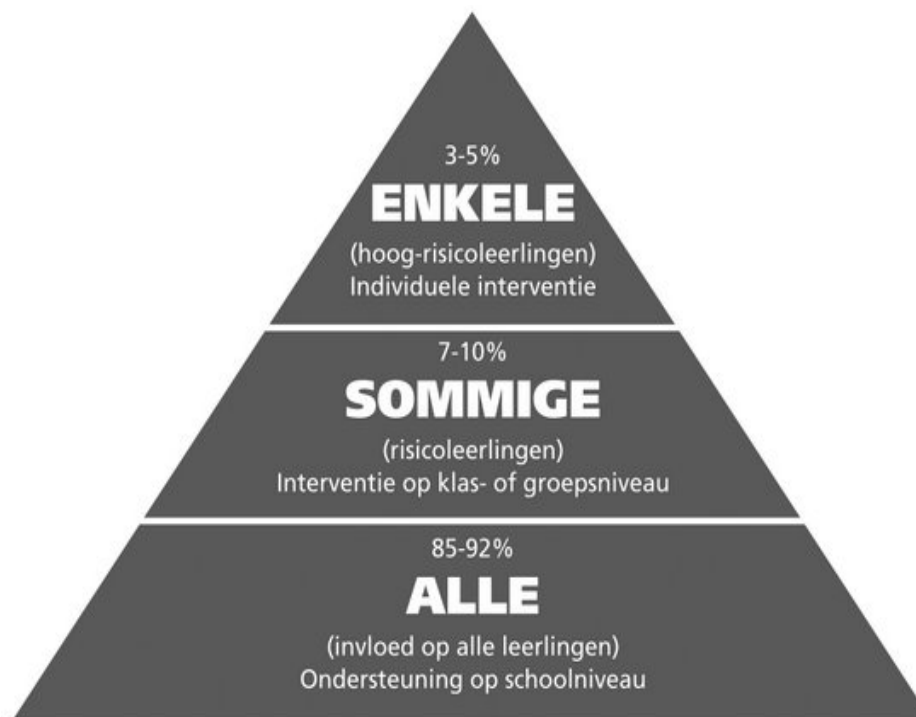 3-5%
ENKELE
(hoog-risicoleerlingen)
Individuele interventie
7-10%
SOMMIGE
(risicoleerlingen)
Interventie op klas- of groepsniveau
85-92%
ALLE
(invloed op alle leerlingen)
Ondersteuning op schoolniveau